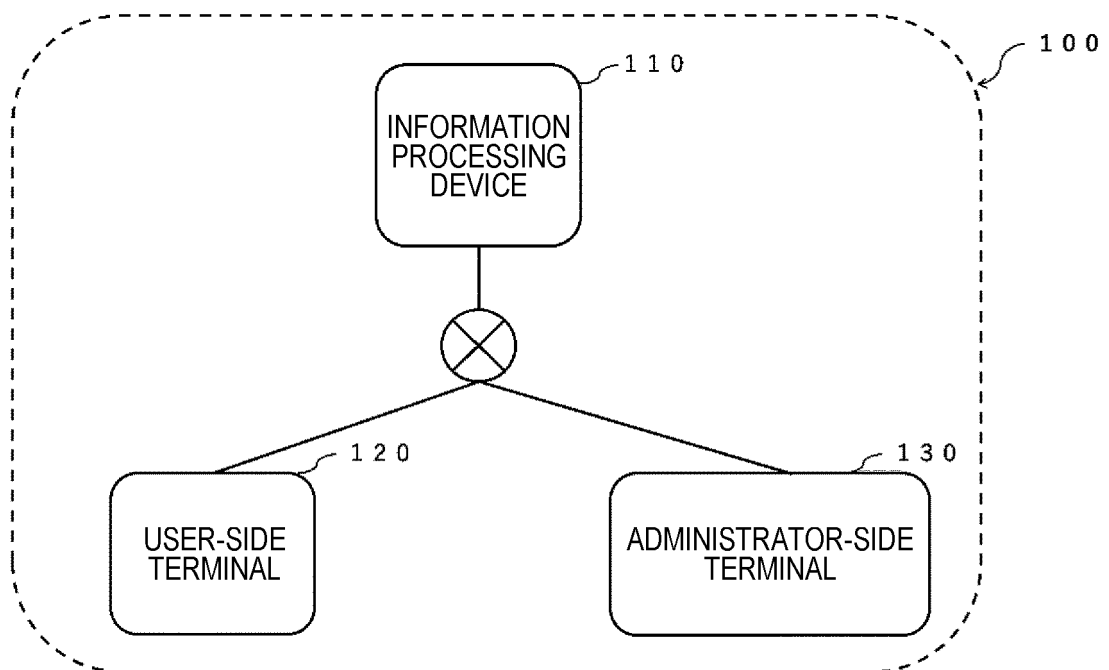 100
110
INFORMATION
PROCESSING
DEVICE
120
130
USER-SIDE
TERMINAL
ADMINISTRATOR-SIDE
TERMINAL